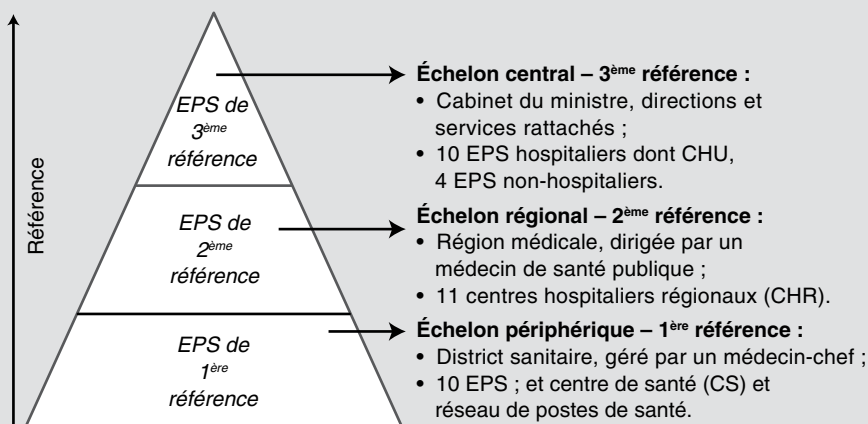 Référence
EPS de
3ème
référence
EPS de
2ème
référence
EPS de
1ère
référence
Échelon central – 3ème référence :
• Cabinet du ministre, directions et
services rattachés ;
• 10 EPS hospitaliers dont CHU,
4 EPS non-hospitaliers.
Échelon régional – 2ème référence :
• Région médicale, dirigée par un
médecin de santé publique ;
• 11 centres hospitaliers régionaux (CHR).
Échelon périphérique – 1ère référence :
• District sanitaire, géré par un médecin-chef ;
• 10 EPS ; et centre de santé (CS) et
réseau de postes de santé.